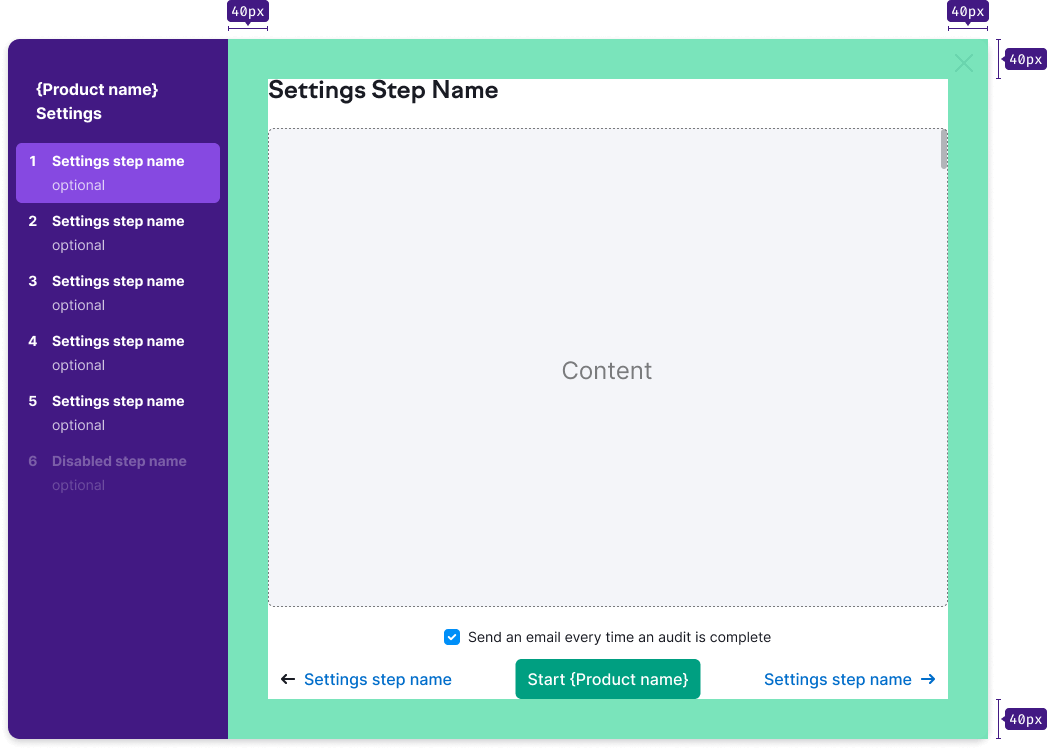 40px
40px
40px
{Product name}
Settings
1 Settings step name
optional
2 Settings step name
optional
3 Settings step name
optional
4 Settings step name
optional
5 Settings step name
optional
6 Disabled step name
optional
Settings Step Name
Content
Send an email every time an audit is complete
Settings step name
Start {Product name}
Settings step name
40px